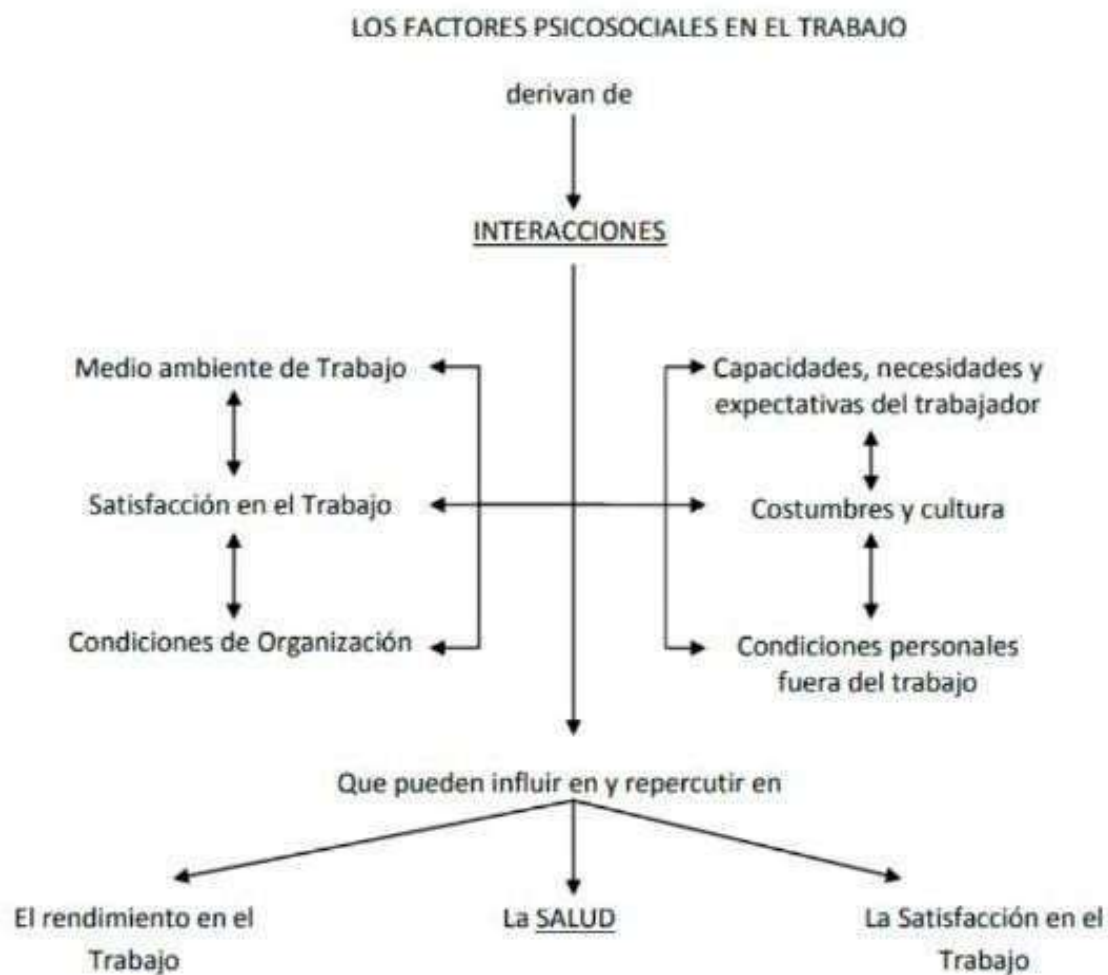 LOS FACTORES PSICOSOCIALES EN EL TRABAJO
derivan de
INTERACCIONES
Medio ambiente de Trabajo
Satisfacción en el Trabajo
Condiciones de Organización
Capacidades, necesidades y
expectativas del trabajador
Costumbres y cultura
Condiciones personales
fuera del trabajo
Que pueden influir en y repercutir en
El rendimiento en el
Trabajo
La SALUD
La Satisfacción en el
Trabajo